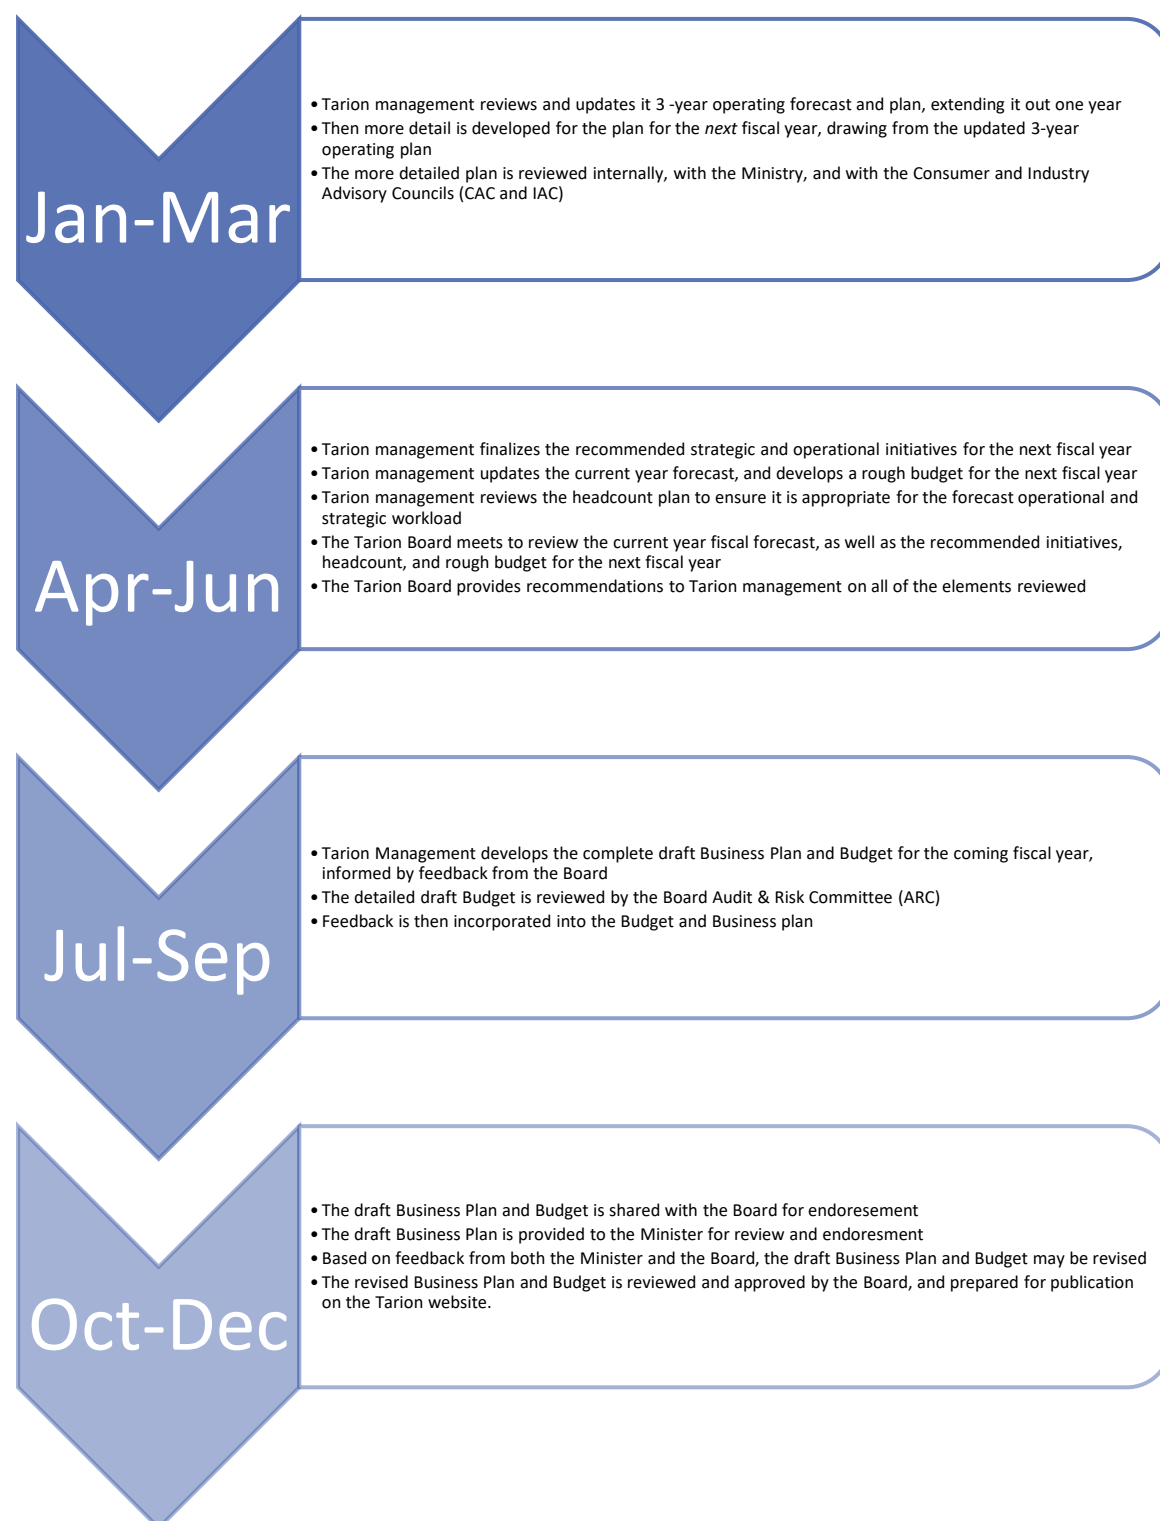 Jan-Mar
• Tarion management reviews and updates it 3 -year operating forecast and plan, extending it out one year
• Then more detail is developed for the plan for the next fiscal year, drawing from the updated 3-year
operating plan
• The more detailed plan is reviewed internally, with the Ministry, and with the Consumer and Industry
Advisory Councils (CAC and IAC)
Apr-Jun
• Tarion management finalizes the recommended strategic and operational initiatives for the next fiscal year
• Tarion management updates the current year forecast, and develops a rough budget for the next fiscal year
• Tarion management reviews the headcount plan to ensure it is appropriate for the forecast operational and
strategic workload
• The Tarion Board meets to review the current year fiscal forecast, as well as the recommended initiatives,
headcount, and rough budget for the next fiscal year
• The Tarion Board provides recommendations to Tarion management on all of the elements reviewed
Jul-Sep
• Tarion Management develops the complete draft Business Plan and Budget for the coming fiscal year,
informed by feedback from the Board
• The detailed draft Budget is reviewed by the Board Audit & Risk Committee (ARC)
• Feedback is then incorporated into the Budget and Business plan
Oct-Dec
• The draft Business Plan and Budget is shared with the Board for endoresement
• The draft Business Plan is provided to the Minister for review and endoresment
• Based on feedback from both the Minister and the Board, the draft Business Plan and Budget may be revised
• The revised Business Plan and Budget is reviewed and approved by the Board, and prepared for publication
on the Tarion website.